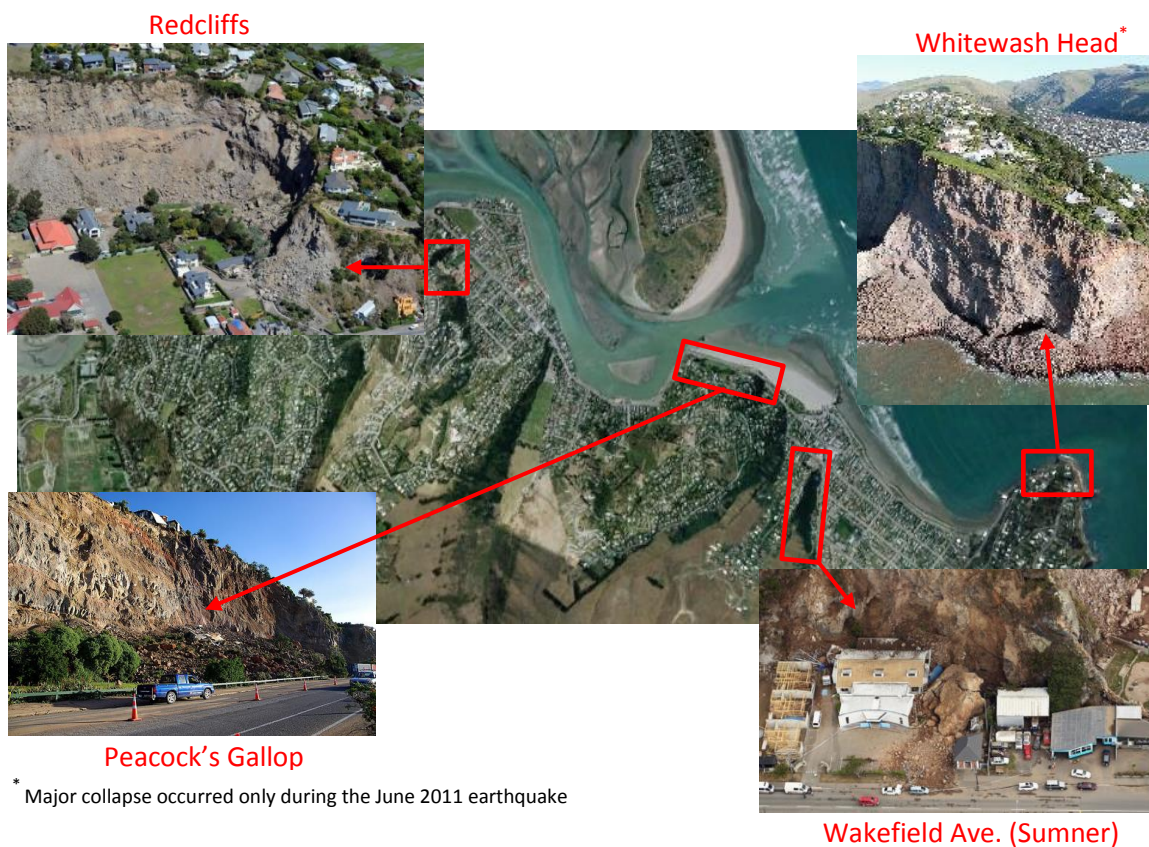 Redcliffs
Whitewash Head*
Peacock's Gallop
* Major collapse occurred only during the June 2011 earthquake
Wakefield Ave. (Sumner)